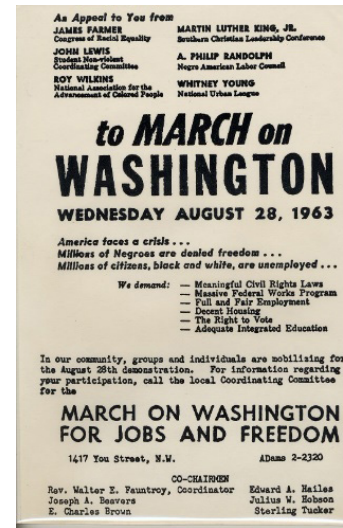 An Appeal to You from
JAMES FARMER
Congress of Racial Equality
JOHN LEWIS
Student Non-violent
Coordinating Committee
ROY WILKINS
National Association for the
Advancement of Colored People
MARTIN LUTHER KING, JR.
Southern Christian Leadership Conference
A. PHILIP RANDOLPH
Negro American Labor Council
WHITNEY YOUNG
National Urban League
to MARCH on
WASHINGTON
WEDNESDAY AUGUST 28, 1963
America faces a crisis . . .
Millions of Negroes are denied freedom . . .
Millions of citizens, black and white, are unemployed . . .
We demand: — Meaningful Civil Rights Laws
— Massive Federal Works Program
— Full and Fair Employment
— Decent Housing
— The Right to Vote
— Adequate Integrated Education
In our community, groups and individuals are mobilizing for
the August 28th demonstration. For information regarding
your participation, call the local Coordinating Committee
for the
MARCH ON WASHINGTON
FOR JOBS AND FREEDOM
1417 You Street, N.W. ADams 2-2320
CO-CHAIRMEN
Rev. Walter E. Fauntroy, Coordinator
Joseph A. Beavers
E. Charles Brown
Edward A. Hailes
Julius W. Hobson
Sterling Tucker